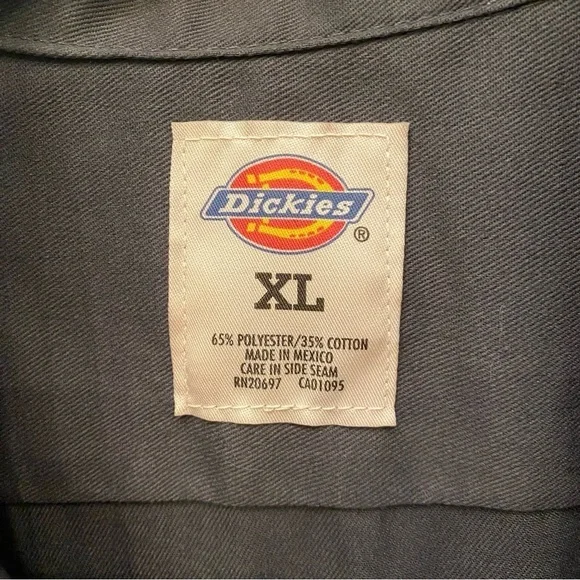 Dickies
®
XL
65% POLYESTER/35% COTTON
MADE IN MEXICO
CARE IN SIDE SEAM
RN20697 CA01095